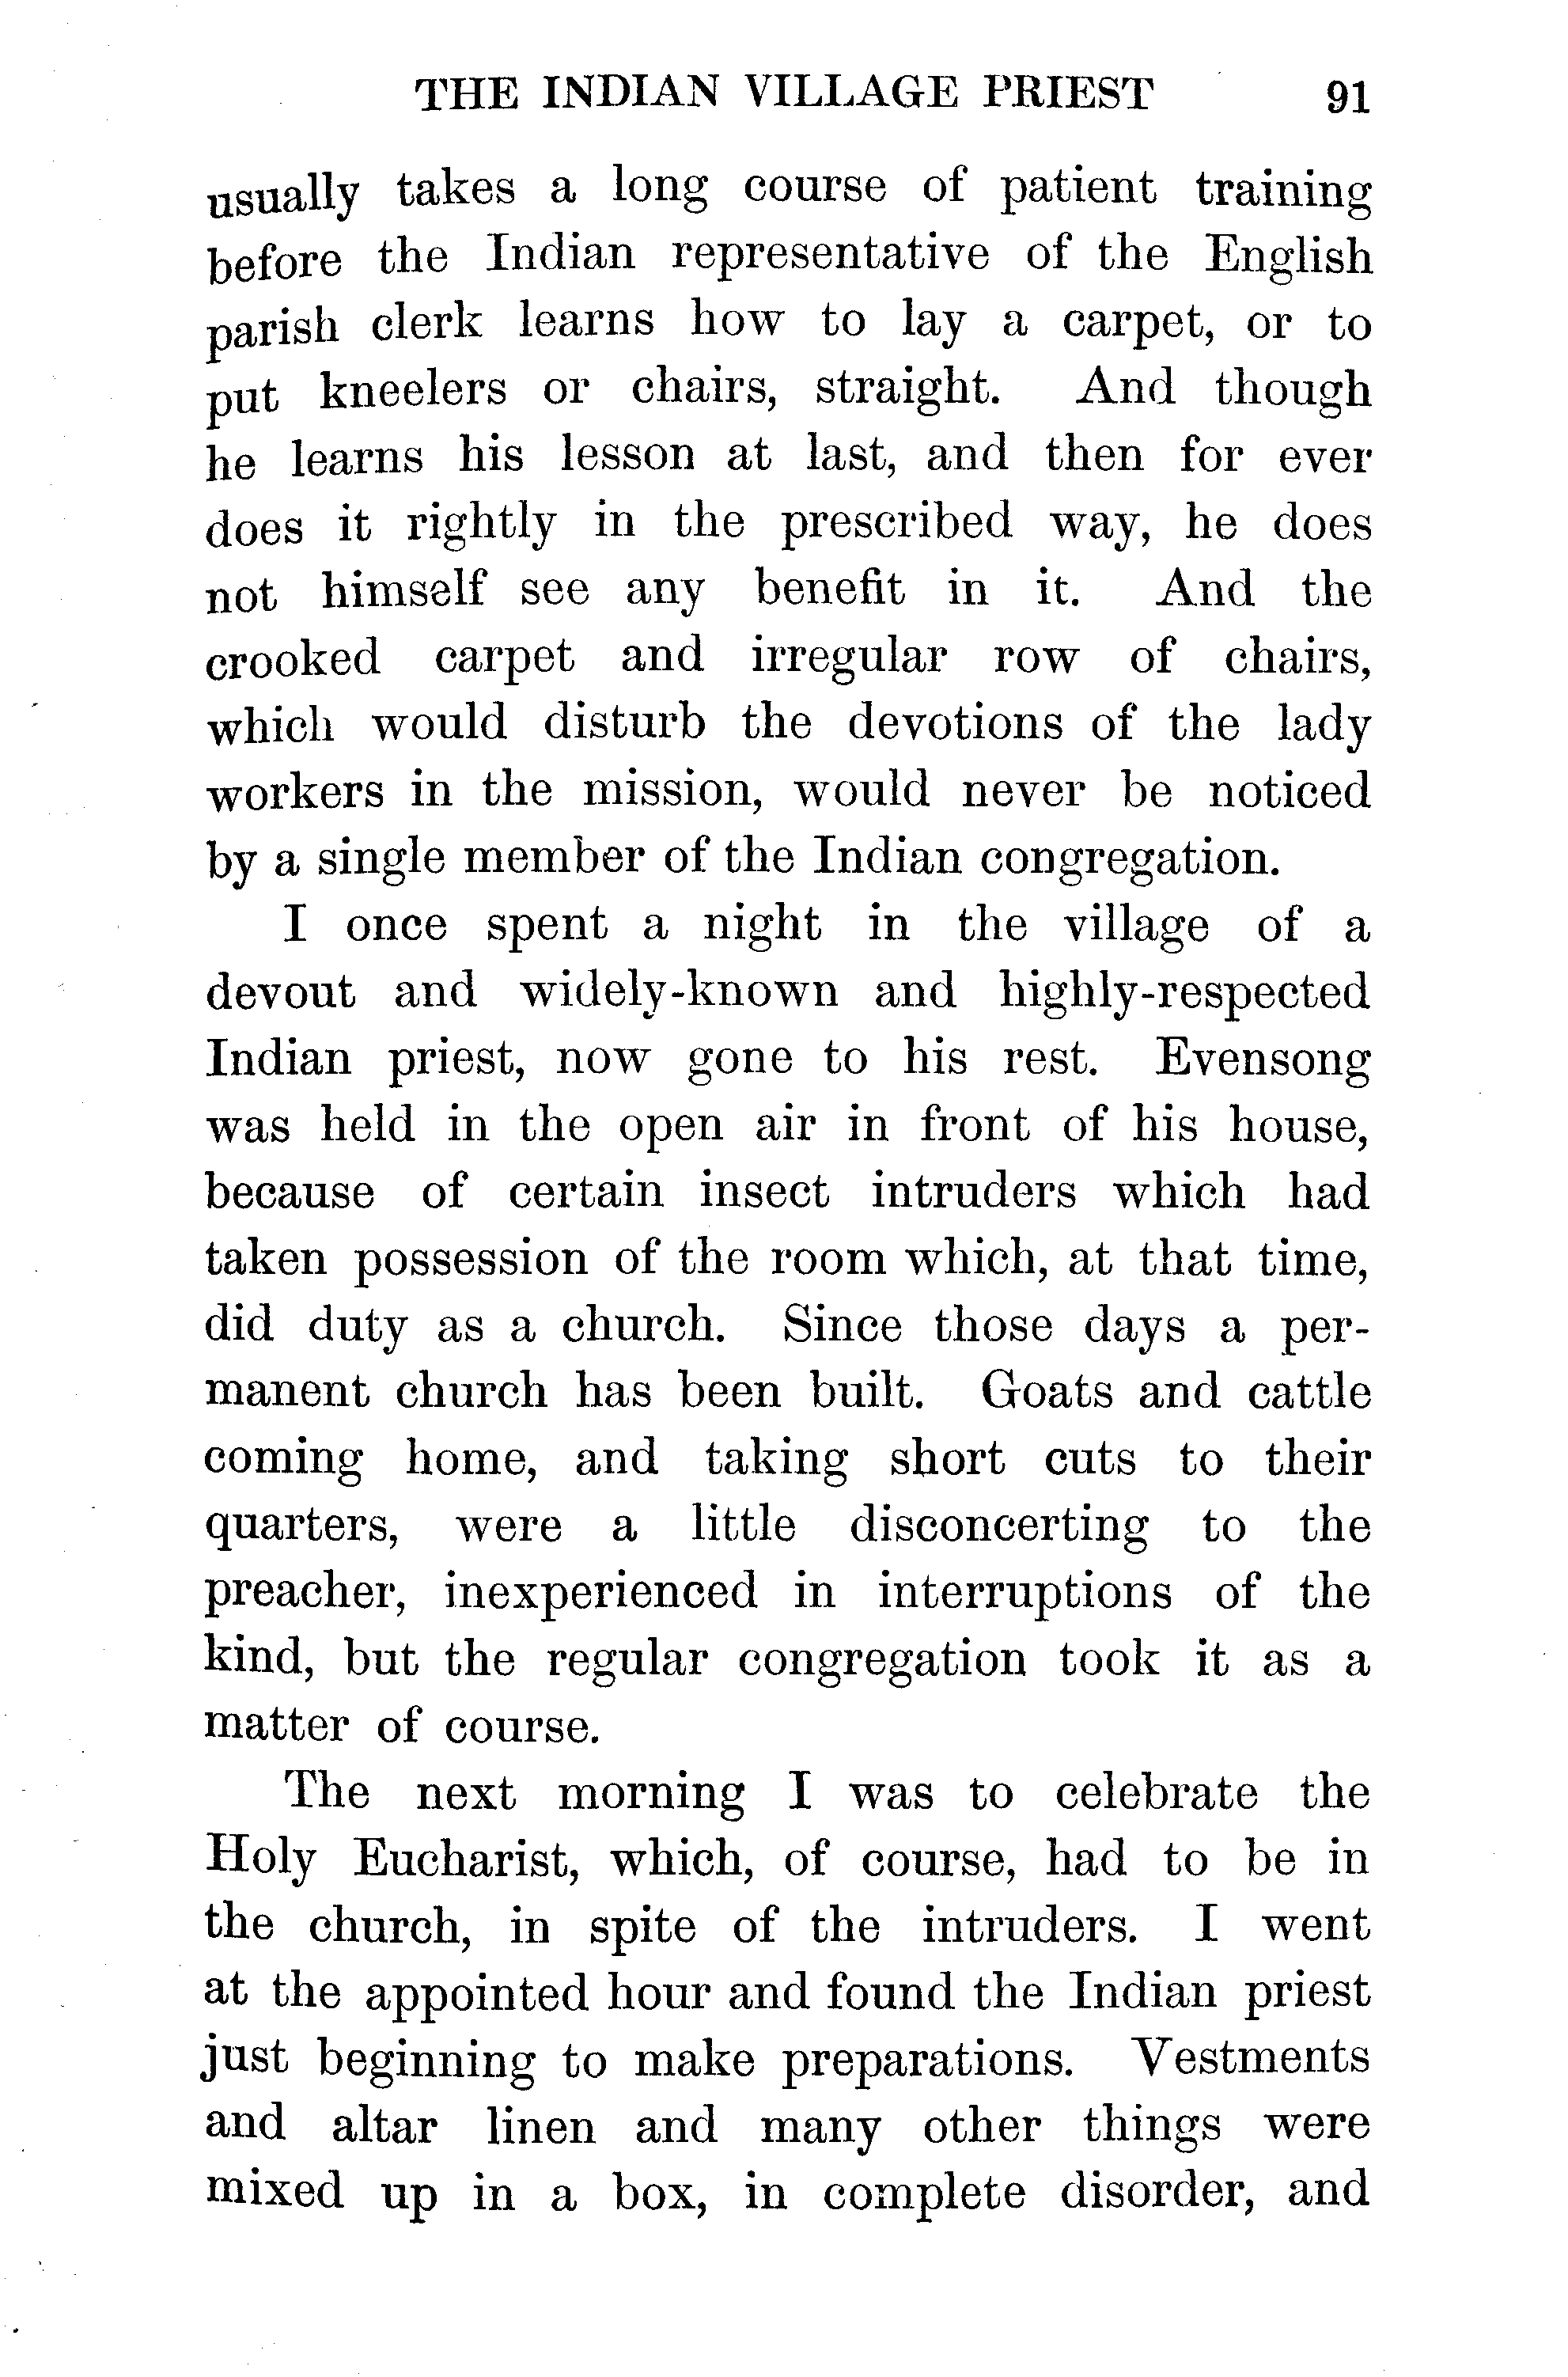 THE INDIAN VILLAGE PRIEST 91
usually takes a long course of patient training
before the Indian representative of the English
parish clerk learns how to lay a carpet, or to
put kneelers or chairs, straight. And though
he learns his lesson at last, and then for ever
does it rightly in the prescribed way, he does
not himself see any benefit in it. And the
crooked carpet and irregular row of chairs,
which would disturb the devotions of the lady
workers in the mission, would never be noticed
by a single member of the Indian congregation.
I once spent a night in the village of a
devout and widely-known and highly-respected
Indian priest, now gone to his rest. Evensong
was held in the open air in front of his house,
because of certain insect intruders which had
taken possession of the room which, at that time,
did duty as a church. Since those days a per-
manent church has been built. Goats and cattle
coming home, and taking short cuts to their
quarters, were a little disconcerting to the
preacher, inexperienced in interruptions of the
kind, but the regular congregation took it as a
matter of course.
The next morning I was to celebrate the
Holy Eucharist, which, of course, had to be in
the church, in spite of the intruders. I went
at the appointed hour and found the Indian priest
just beginning to make preparations. Vestments
and altar linen and many other things were
mixed up in a box, in complete disorder, and